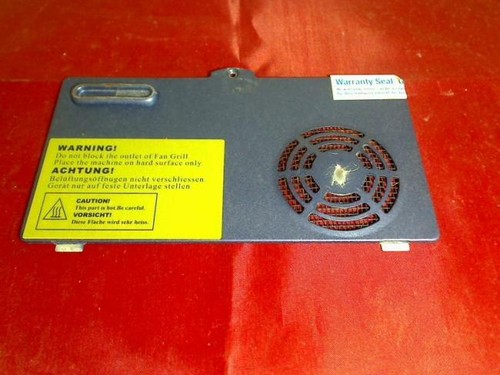 Warranty Seal
WARNING!
Do not block the outlet of Fan Grill
Place the machine on hard surface only
ACHTUNG!
Belüftungsöffnugen nicht verschliessen
Gerät nur auf feste Unterlage stellen
CAUTION!
This part is hot Be careful.
VORSICHT!
Diese Fläche wird sehr heiss.